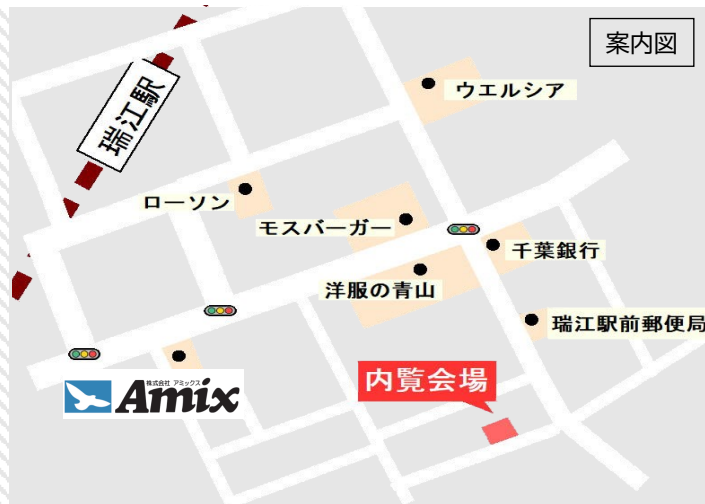 案内図
ウエルシア
瑞江駅
ローソン
モスバーガー
千葉銀行
洋服の青山
瑞江駅前郵便局
内覧会場
株式会社 アミックス
Amix